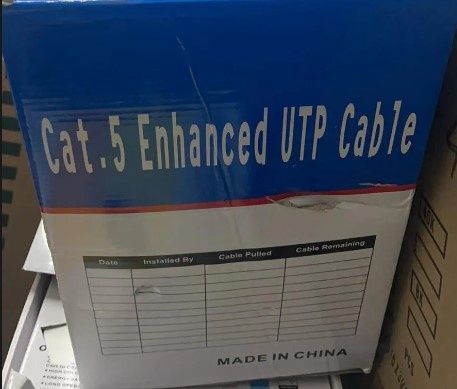 Cat.5 Enhanced UTP Cable
Date Installed By Cable Pulled Cable Remaining
MADE IN CHINA